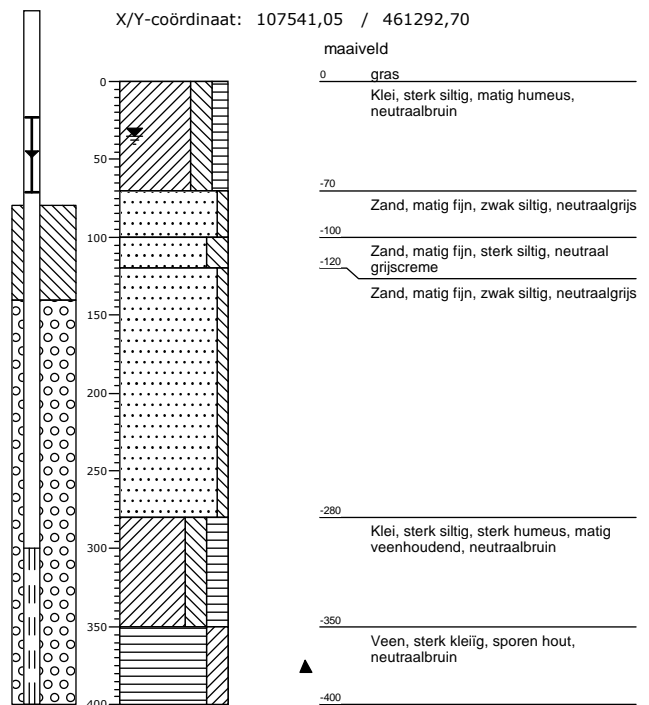 X/Y-coördinaat: 107541,05 / 461292,70
maaiveld
0
50
100
150
200
250
300
350
400
0 gras
Klei, sterk siltig, matig humeus,
neutraalbruin
-70
Zand, matig fijn, zwak siltig, neutraalgrijs
-100
Zand, matig fijn, sterk siltig, neutraal
grijscreme
-120
Zand, matig fijn, zwak siltig, neutraalgrijs
-280
Klei, sterk siltig, sterk humeus, matig
veenhoudend, neutraalbruin
-350
Veen, sterk kleiïg, sporen hout,
neutraalbruin
-400